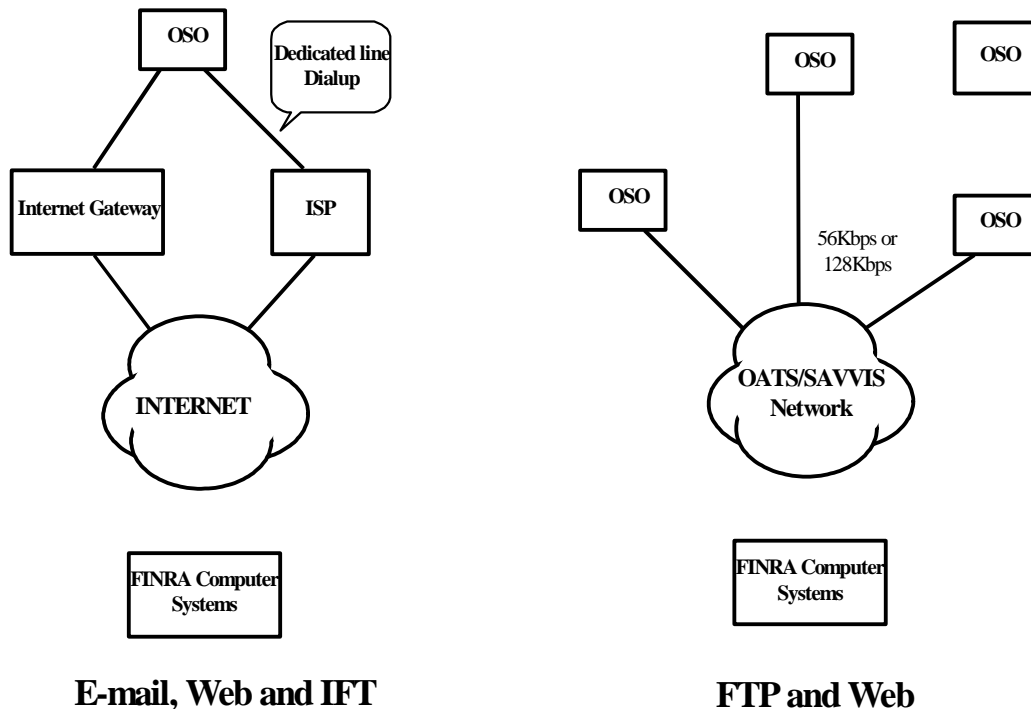 OSO
Dedicated line
Dialup
Internet Gateway
ISP
INTERNET
FINRA Computer
Systems
E-mail, Web and IFT
OSO
OSO
OSO
OSO
56Kbps or
128Kbps
OATS/SAVVIS
Network
FINRA Computer
Systems
FTP and Web